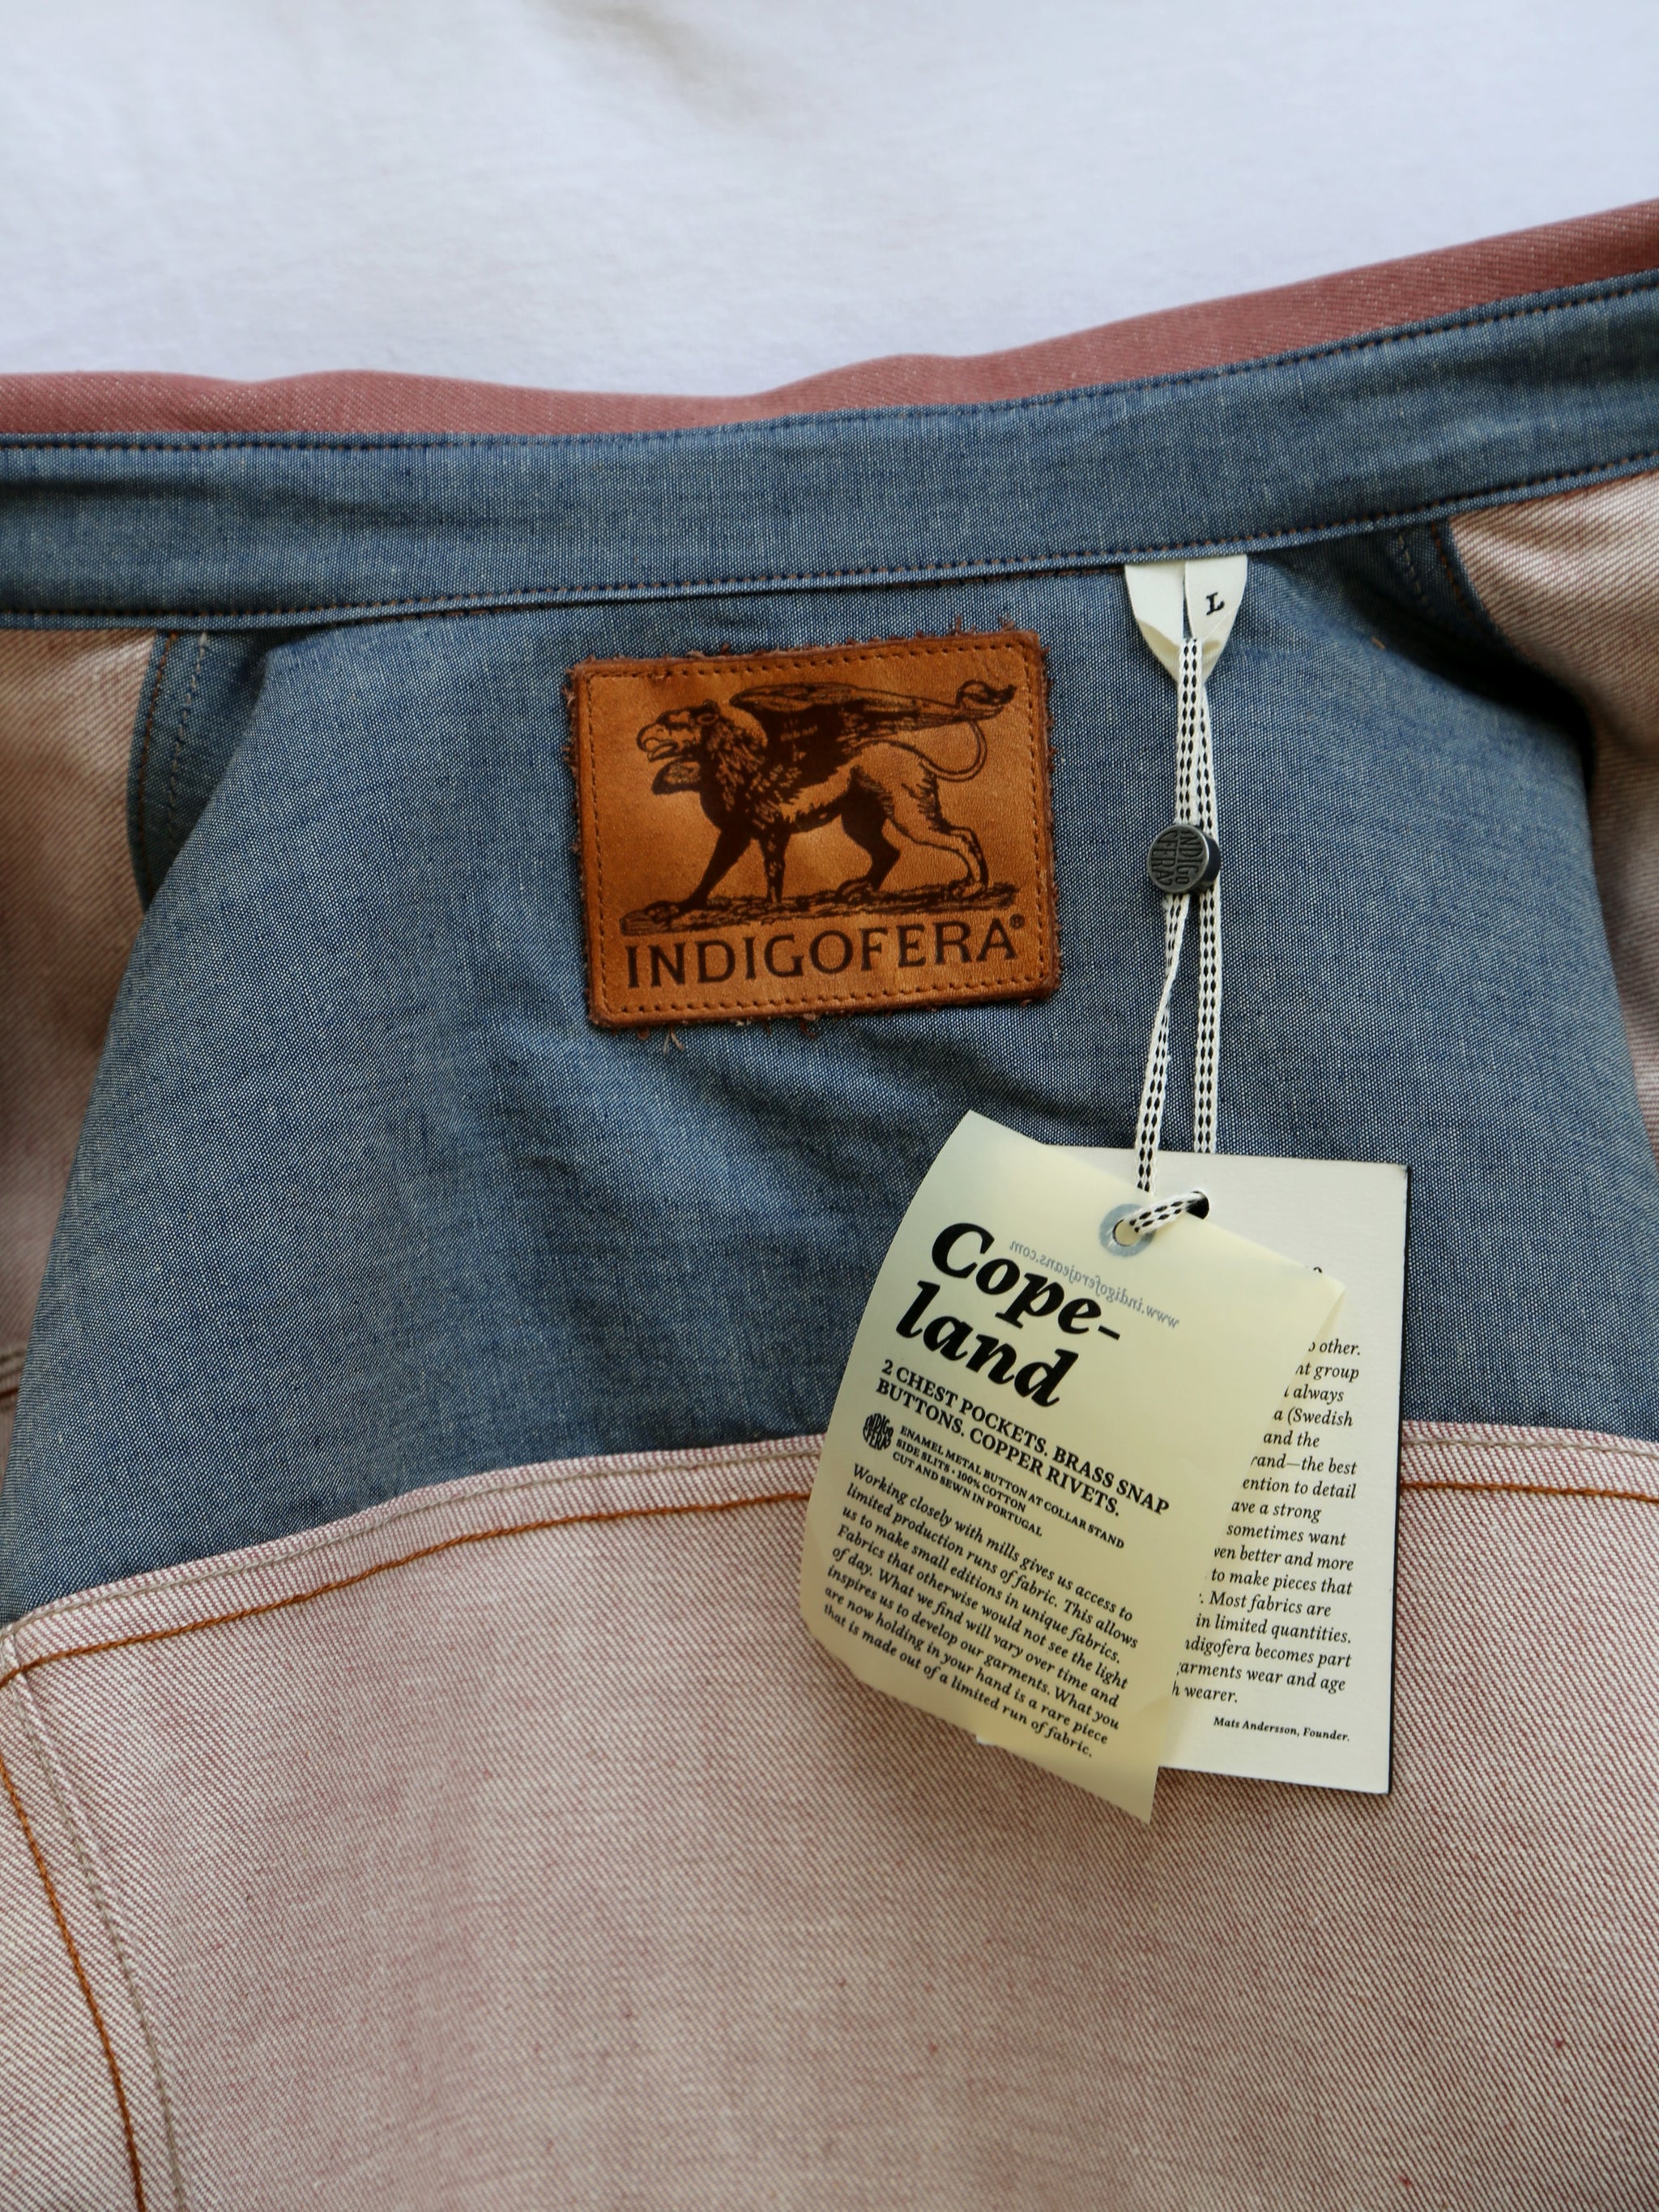 L
INDIGOFERA®
INDIGO
FERA
www.indigoferajeans.com
Cope-
land
2 CHEST POCKETS. BRASS SNAP
BUTTONS. COPPER RIVETS.
INDIGO
FERA
ENAMEL METAL BUTTON AT COLLAR STAND
SIDE SLITS • 100% COTTON
CUT AND SEWN IN PORTUGAL
Working closely with mills gives us access to
limited production runs of fabric. This allows
us to make small editions in unique fabrics.
Fabrics that otherwise would not see the light
of day. What we find will vary over time and
inspires us to develop our garments. What you
are now holding in your hand is a rare piece
that is made out of a limited run of fabric.
other.
group
always
(Swedish
and the
the best
to detail
a strong
sometimes want
better and more
to make pieces that
Most fabrics are
in limited quantities.
becomes part
wear and age
wearer.
Mats Andersson, Founder.